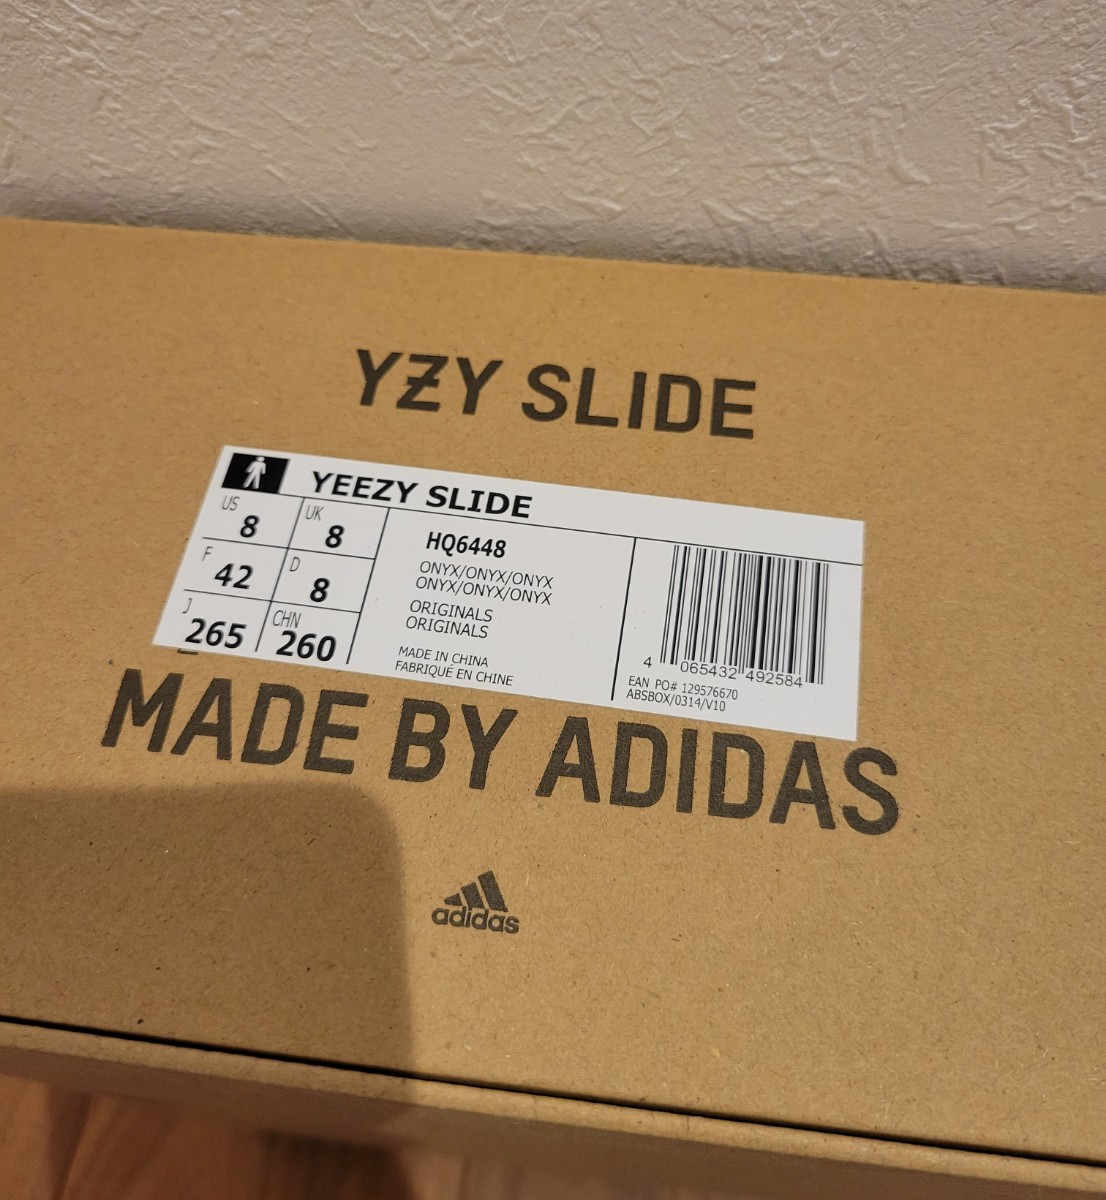 YZY SLIDE
YEEZY SLIDE
US 8 UK 8
F 42 D 8
J 265 CHN 260
HQ6448
ONYX/ONYX/ONYX
ONYX/ONYX/ONYX
ORIGINALS
ORIGINALS
MADE IN CHINA
FABRIQUÉ EN CHINE
4 065432 492584
EAN PO# 129576670
ABSBOX/0314/V10
MADE BY ADIDAS
adidas